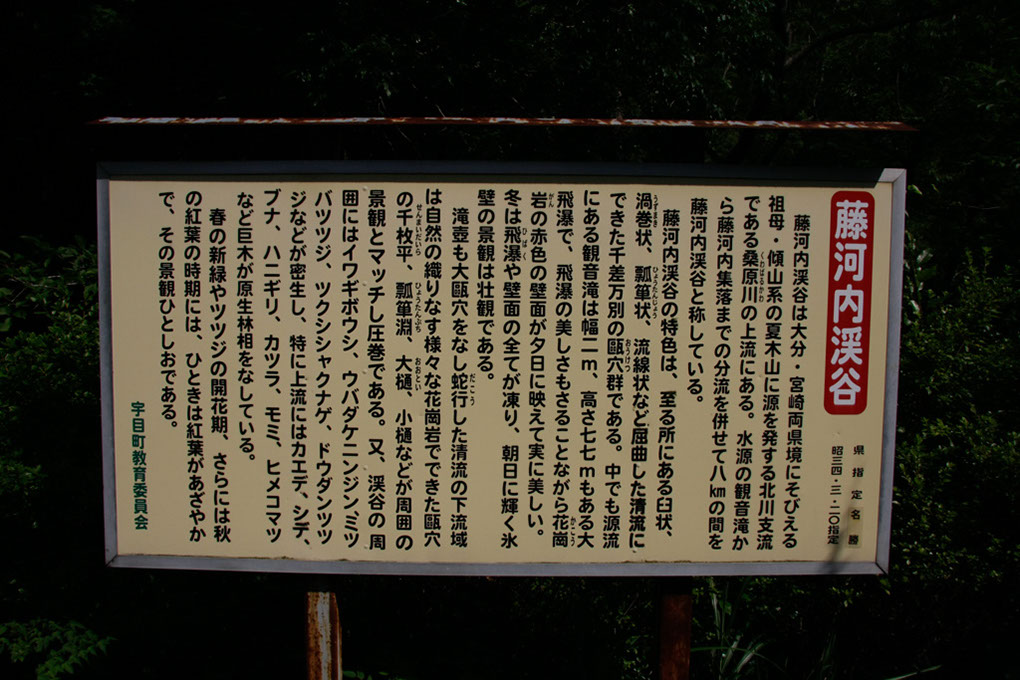 藤河内渓谷
県指定名勝
昭三四・三・二〇指定
藤河内渓谷は大分・宮崎両県境にそびえる
祖母・傾山系の夏木山に源を発する北川支流
である桑原川の上流にある。水源の観音滝か
ら藤河内集落までの分流を併せて八㎞の間を
藤河内渓谷と称している。
藤河内渓谷の特色は、至る所にある臼状、
渦巻状、瓢箪状、流線状など屈曲した清流に
できた千差万別の甌穴群である。中でも源流
にある観音滝は幅二ｍ、高さ七七ｍもある大
飛瀑で、飛瀑の美しさもさることながら花崗
岩の赤色の壁面が夕日に映えて実に美しい。
冬は飛瀑や壁面の全てが凍り、朝日に輝く氷
壁の景観は壮観である。
滝壺も大甌穴をなし蛇行した清流の下流域
は自然の織りなす様々な花崗岩でできた甌穴
の千枚平、瓢箪淵、大樋、小樋などが周囲の
景観とマッチし圧巻である。又、渓谷の周
囲にはイワギボウシ、ウバダケニンジン、ミツ
バツツジ、ツクシシャクナゲ、ドウダンツツ
ジなどが密生し、特に上流にはカエデ、シデ、
ブナ、ハニギリ、カツラ、モミ、ヒメコマツ
など巨木が原生林相をなしている。
春の新緑やツツジの開花期、さらには秋
の紅葉の時期には、ひときは紅葉があざやか
で、その景観ひとしおである。
宇目町教育委員会